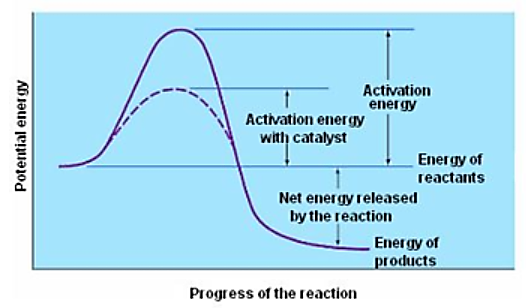 Potential energy
Activation
energy
Activation energy
with catalyst
Energy of
reactants
Net energy released
by the reaction
Energy of
products
Progress of the reaction